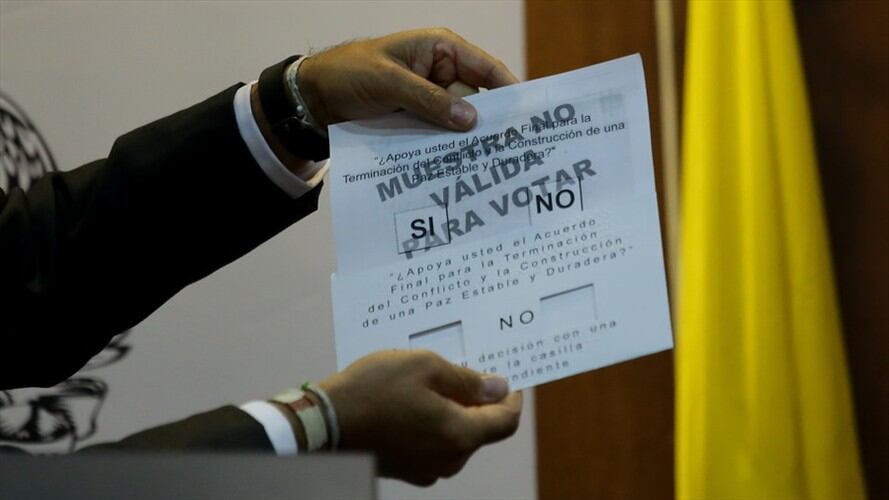 "¿Apoya usted el Acuerdo Final para la
Terminación del Conflicto y la Construcción de una
Paz Estable y Duradera?"
MUESTRA NO
VÁLIDA
PARA VOTAR
SI NO
"¿Apoya usted el Acuerdo
Final para la Terminación
del Conflicto y la Construcción
de una Paz Estable y Duradera?"
NO
decisión con una
la casilla